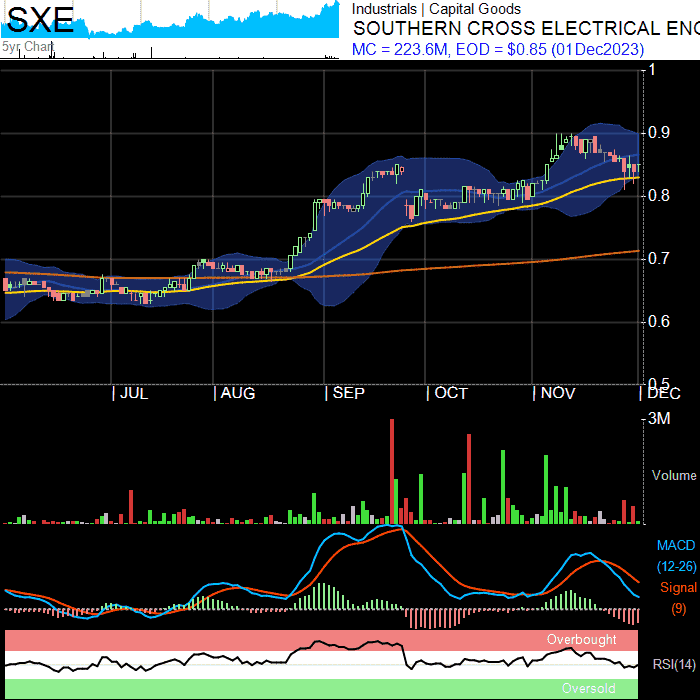 SXE
5yr Chart
Industrials | Capital Goods
SOUTHERN CROSS ELECTRICAL ENG
MC = 223.6M, EOD = $0.85 (01Dec2023)
1
0.9
0.8
0.7
0.6
0.5
JUL AUG SEP OCT NOV DEC
3M
Volume
MACD
(12-26)
Signal
(9)
Overbought
RSI(14)
Oversold